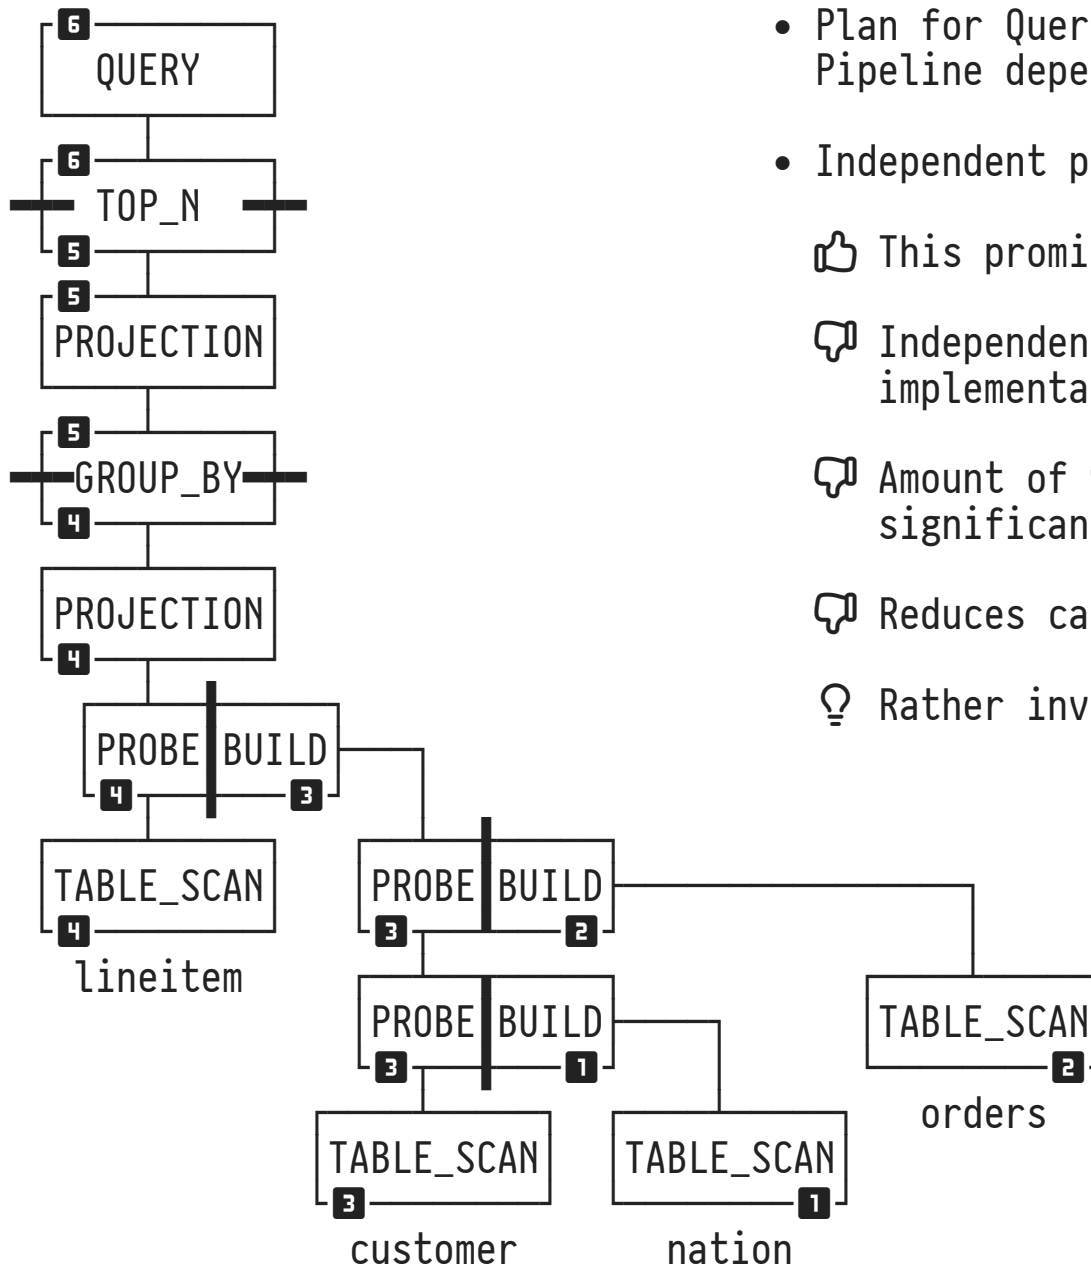 6
QUERY
6
TOP_N
5
5
PROJECTION
5
GROUP_BY
4
PROJECTION
4
PROBE BUILD
4 3
TABLE_SCAN
4
lineitem
PROBE BUILD
3 2
PROBE BUILD
3 1
TABLE_SCAN
2
orders
TABLE_SCAN
3
customer
TABLE_SCAN
1
nation
• Plan for Quer
Pipeline depe
• Independent p
This promi
Independen
implementa
Amount of
significan
Reduces ca
Rather inv